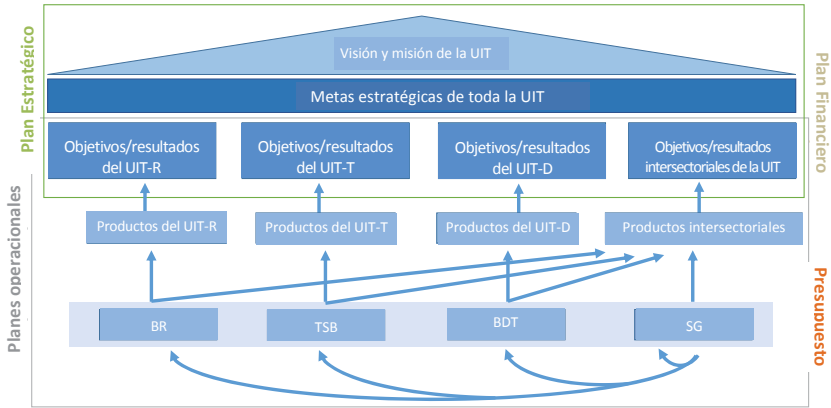 Visión y misión de la UIT
Metas estratégicas de toda la UIT
Plan Estratégico
Plan Financiero
Objetivos/resultados
del UIT-R
Objetivos/resultados
del UIT-T
Objetivos/resultados
del UIT-D
Objetivos/resultados
intersectoriales de la UIT
Planes operacionales
Productos del UIT-R
Productos del UIT-T
Productos del UIT-D
Productos intersectoriales
Presupuesto
BR
TSB
BDT
SG